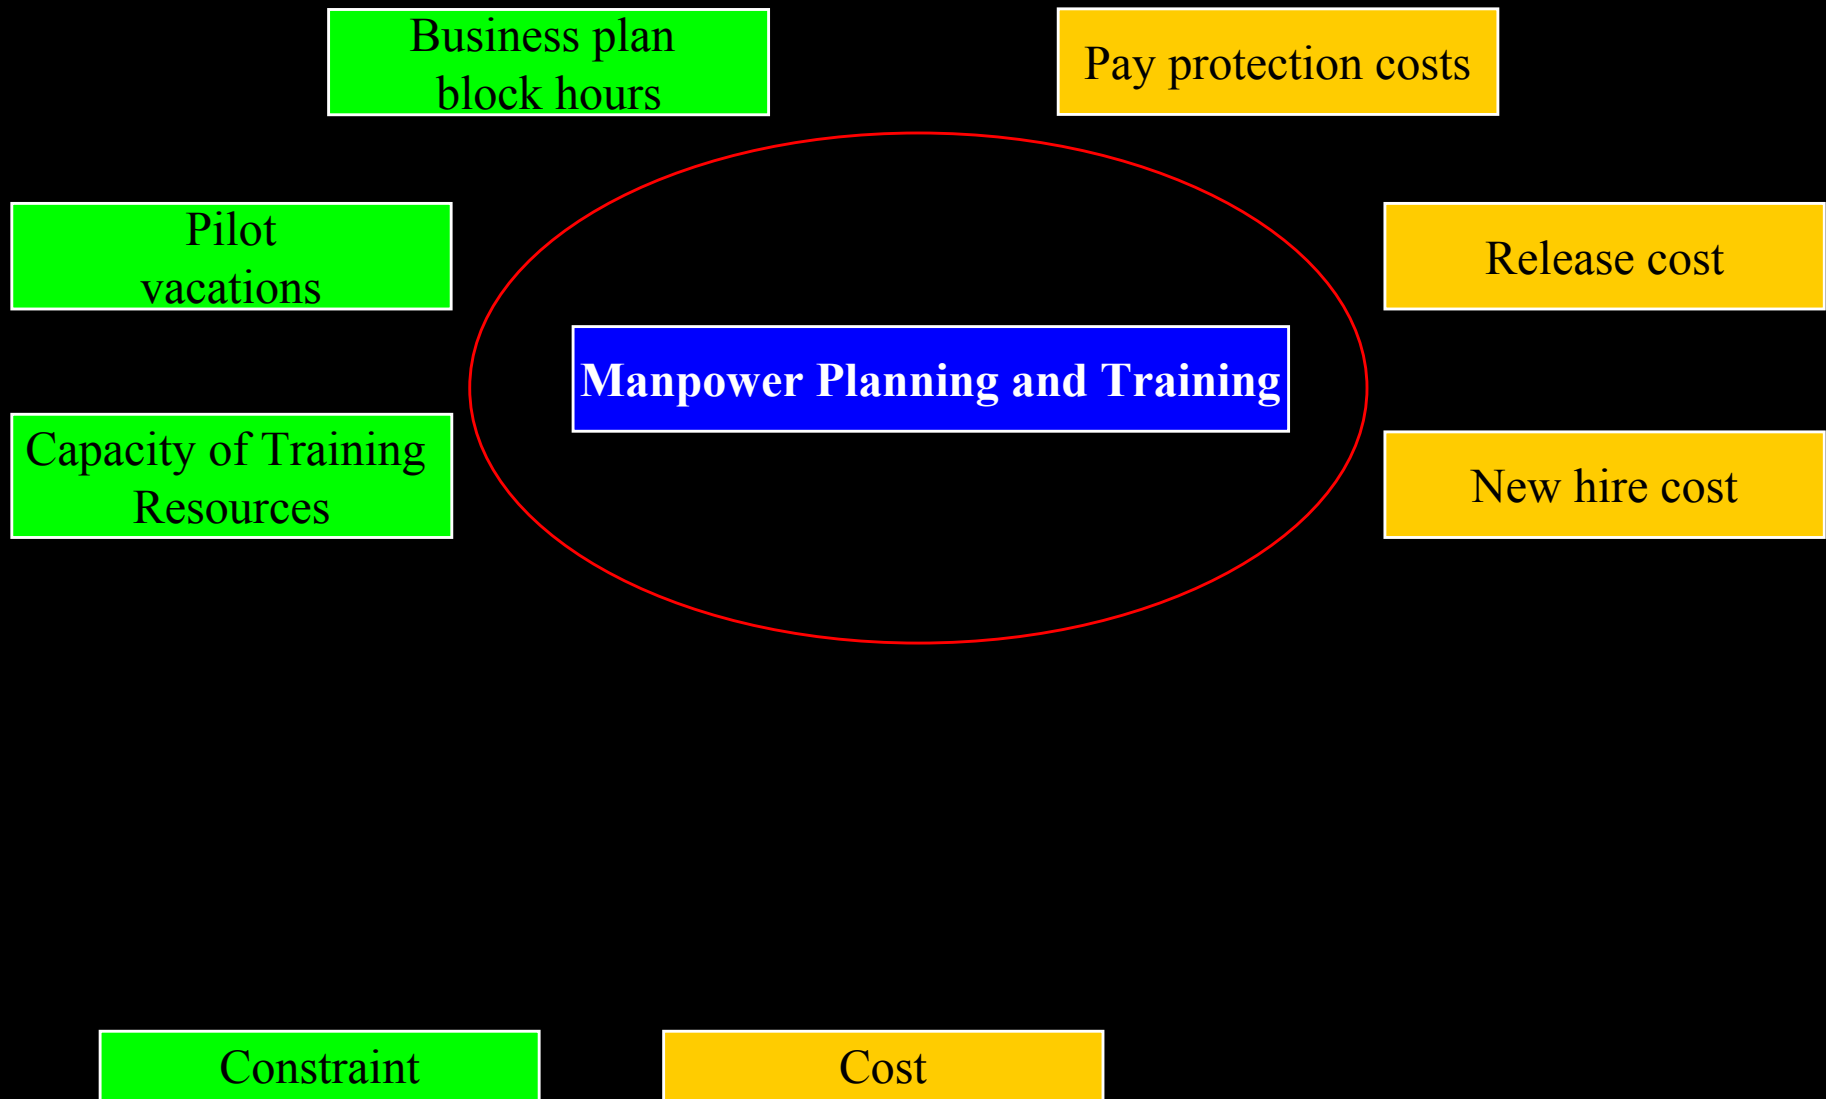 Business plan
block hours
Pay protection costs
Pilot
vacations
Release cost
Manpower Planning and Training
Capacity of Training
Resources
New hire cost
Constraint
Cost